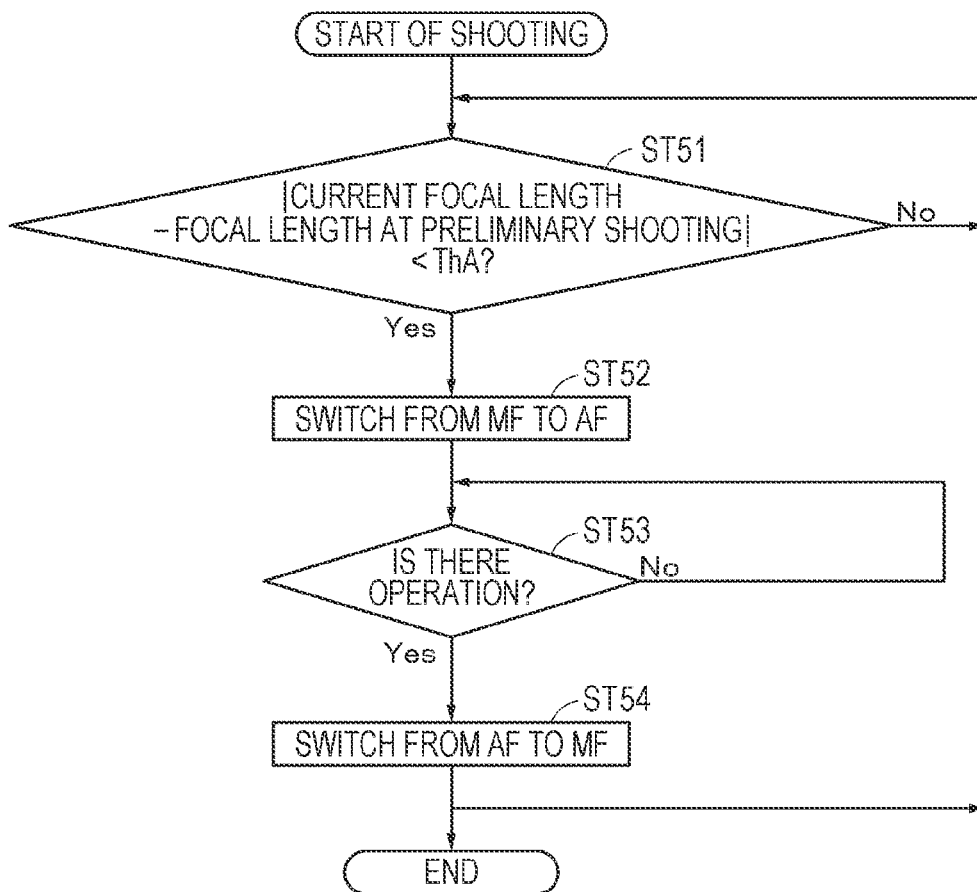 START OF SHOOTING
ST51
|CURRENT FOCAL LENGTH
–FOCAL LENGTH AT PRELIMINARY SHOOTING|
< ThA?
No
Yes
ST52
SWITCH FROM MF TO AF
ST53
IS THERE
OPERATION?
No
Yes
ST54
SWITCH FROM AF TO MF
END